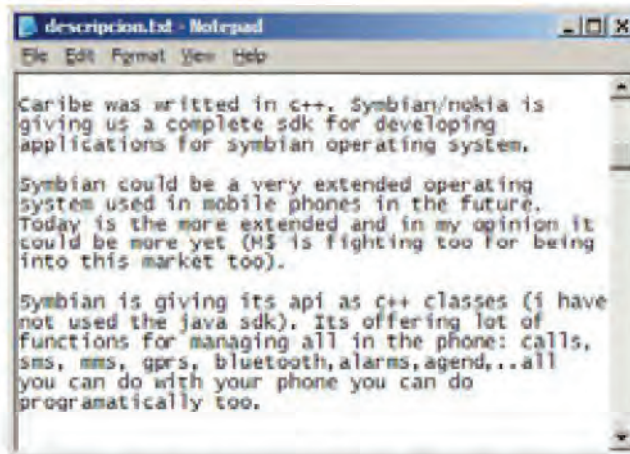 descripcion.txt - Notepad
File Edit Format View Help
Caribe was writted in c++. Symbian/nokia is
giving us a complete sdk for developing
applications for symbian operating system.
Symbian could be a very extended operating
system used in mobile phones in the future.
Today is the more extended and in my opinion it
could be more yet (M$ is fighting too for being
into this market too).
Symbian is giving its api as c++ classes (i have
not used the java sdk). Its offering lot of
functions for managing all in the phone: calls,
sms, mms, gprs, bluetooth,alarms,agend,..all
you can do with your phone you can do
programatically too.